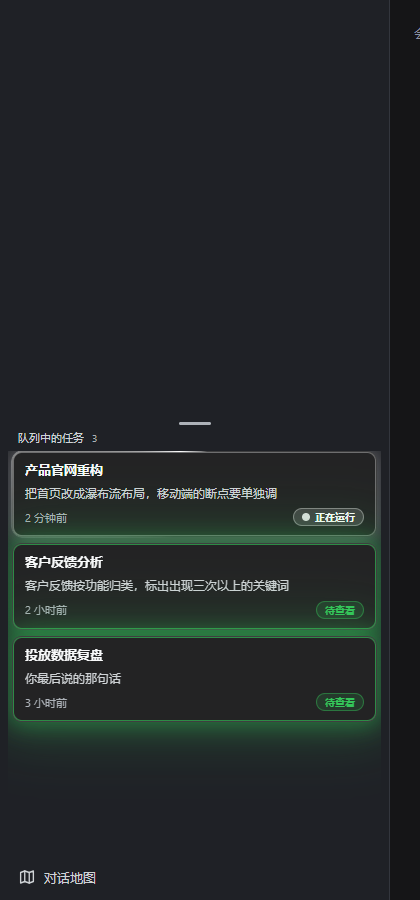 队列中的任务 3
产品官网重构
把首页改成瀑布流布局，移动端的断点要单独调
2 分钟前
正在运行
客户反馈分析
客户反馈按功能归类，标出出现三次以上的关键词
2 小时前
待查看
投放数据复盘
你最后说的那句话
3 小时前
待查看
对话地图